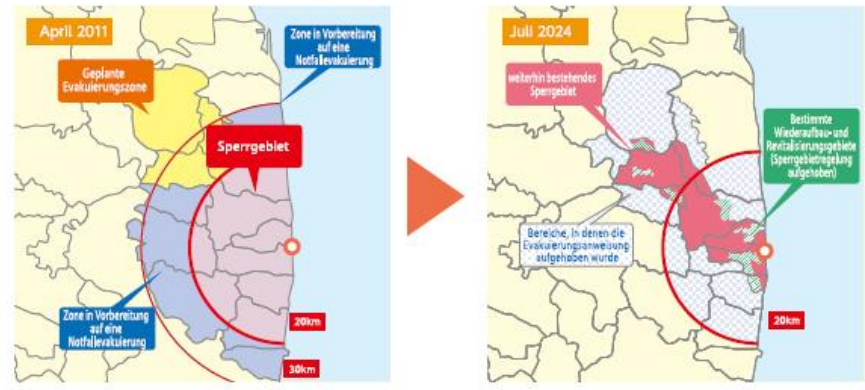 April 2011
Zone in Vorbereitung
auf eine
Notfallevakuierung
Geplante
Evakuierungszone
Sperrgebiet
Zone in Vorbereitung
auf eine
Notfallevakuierung
20km
30km
Juli 2024
weiterhin bestehendes
Sperrgebiet
Bestimmte
Wiederaufbau- und
Revitalisierungsgebiete
(Sperrgebietregelung
aufgehoben)
Bereiche, in denen die
Evakuierungsanweisung
aufgehoben wurde
20km